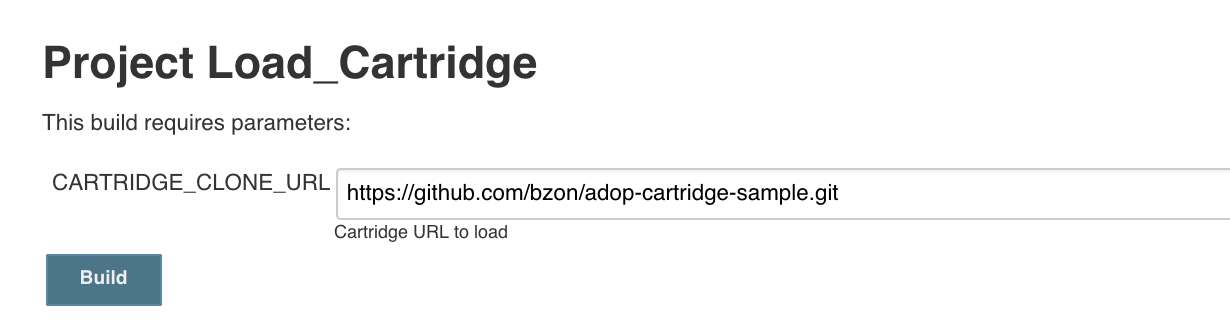 Project Load_Cartridge
This build requires parameters:
CARTRIDGE_CLONE_URL https://github.com/bzon/adop-cartridge-sample.git
Cartridge URL to load
Build